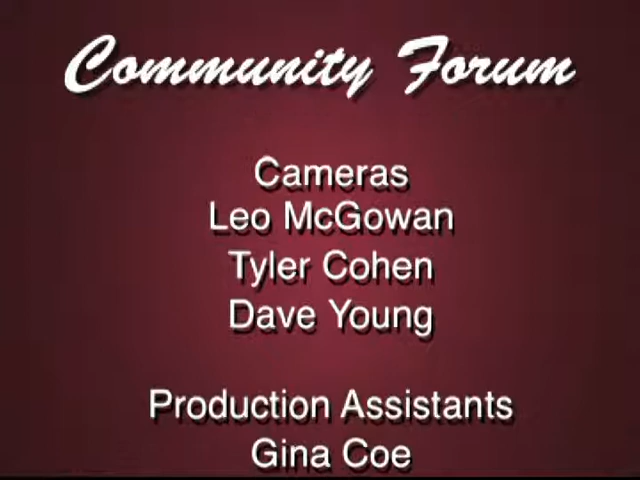 Community Forum
Cameras
Leo McGowan
Tyler Cohen
Dave Young
Production Assistants
Gina Coe